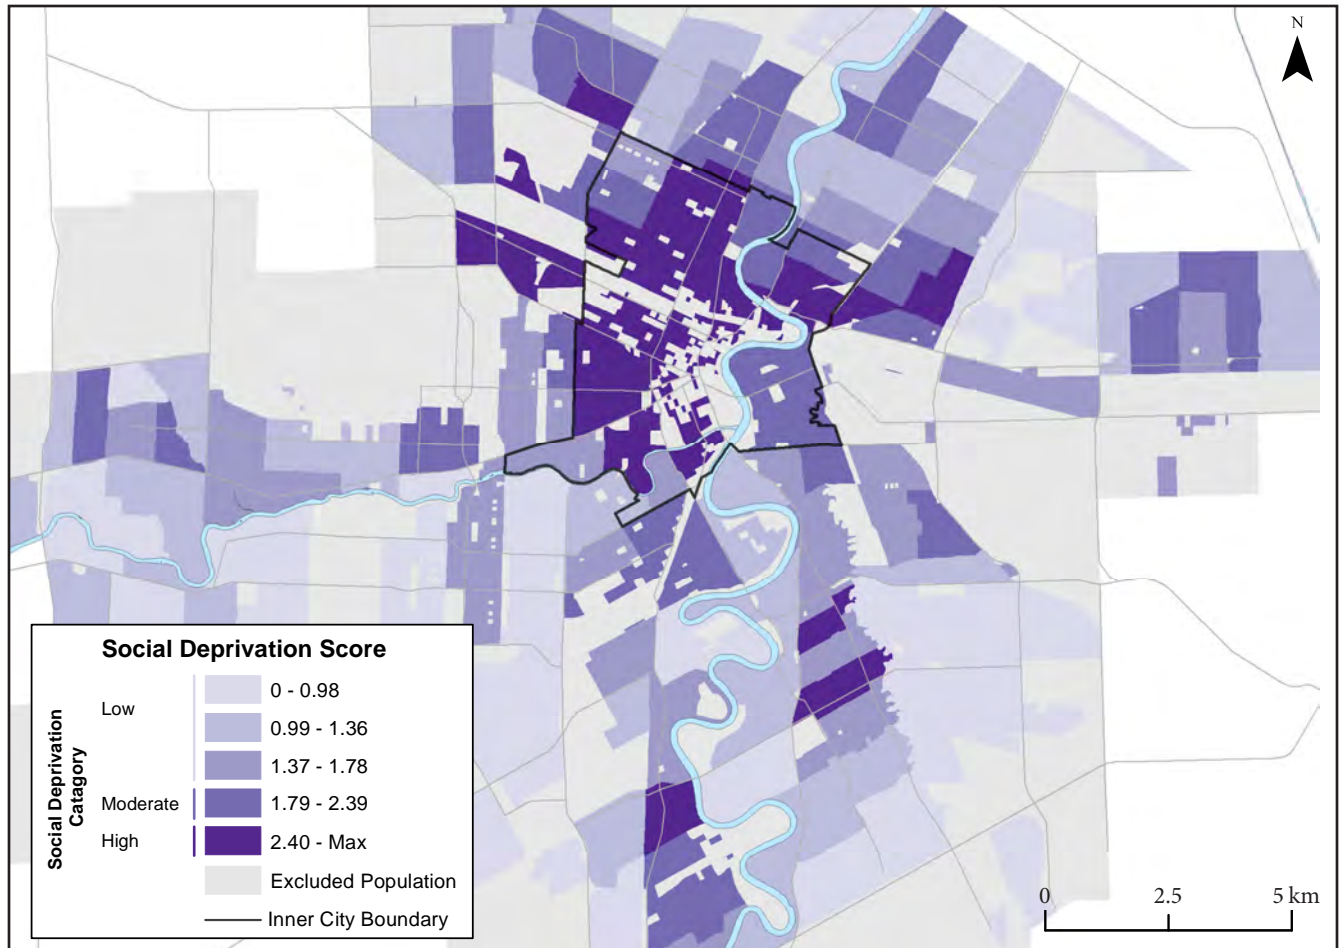 N
Social Deprivation Score
Social Deprivation
Catagory
Low
0 - 0.98
0.99 - 1.36
1.37 - 1.78
Moderate
1.79 - 2.39
High
2.40 - Max
Excluded Population
Inner City Boundary
0 2.5 5 km